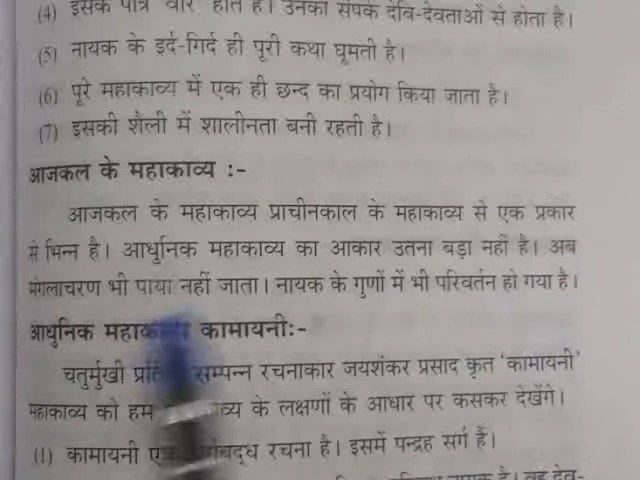 (4) इसके पात्र वीर होते हैं। उनका संपर्क देवि-देवताओं से होता है।
(5) नायक के इर्द-गिर्द ही पूरी कथा घूमती है।
(6) पूरे महाकाव्य में एक ही छन्द का प्रयोग किया जाता है।
(7) इसकी शैली में शालीनता बनी रहती है।
आजकल के महाकाव्य :-
आजकल के महाकाव्य प्राचीनकाल के महाकाव्य से एक प्रकार
से भिन्न है। आधुनिक महाकाव्य का आकार उतना बड़ा नहीं है। अब
मंगलाचरण भी पाया नहीं जाता। नायक के गुणों में भी परिवर्तन हो गया है।
आधुनिक कामायनी:-
चतुर्मुखी सम्पन्न रचनाकार जयशंकर प्रसाद कृत 'कामायनी'
महाकाव्य को हम के लक्षणों के आधार पर कसकर देखेंगे।
(1) कामायनी रचना है। इसमें पन्द्रह सर्ग हैं।